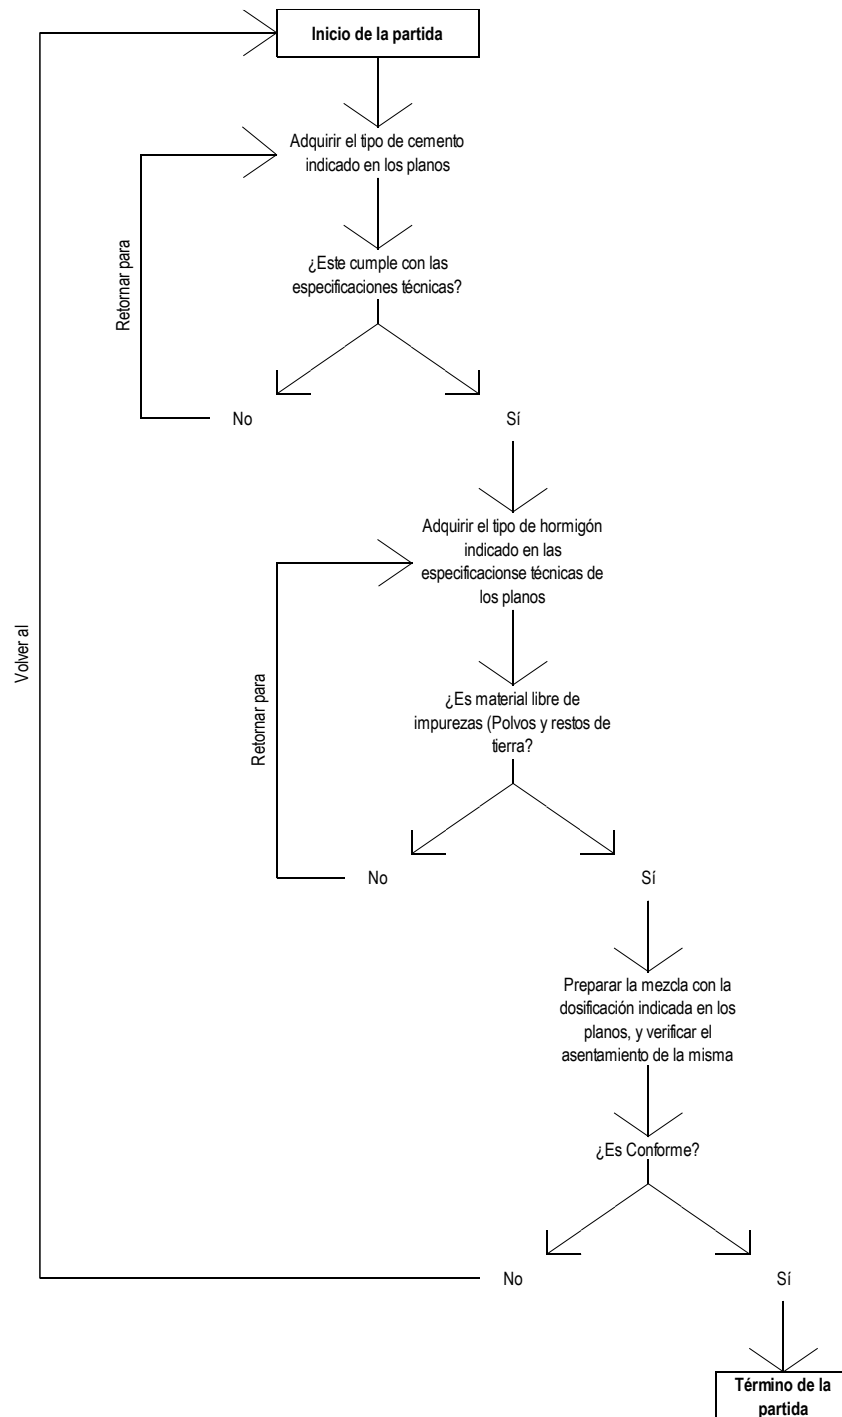 Inicio de la partida
Adquirir el tipo de cemento
indicado en los planos
Retornar para
¿Este cumple con las
especificaciones técnicas?
No
Sí
Adquirir el tipo de hormigón
indicado en las
especificacionse técnicas de
los planos
Volver al
Retornar para
¿Es material libre de
impurezas (Polvos y restos de
tierra?
No
Sí
Preparar la mezcla con la
dosificación indicada en los
planos, y verificar el
asentamiento de la misma
¿Es Conforme?
No
Sí
Término de la
partida